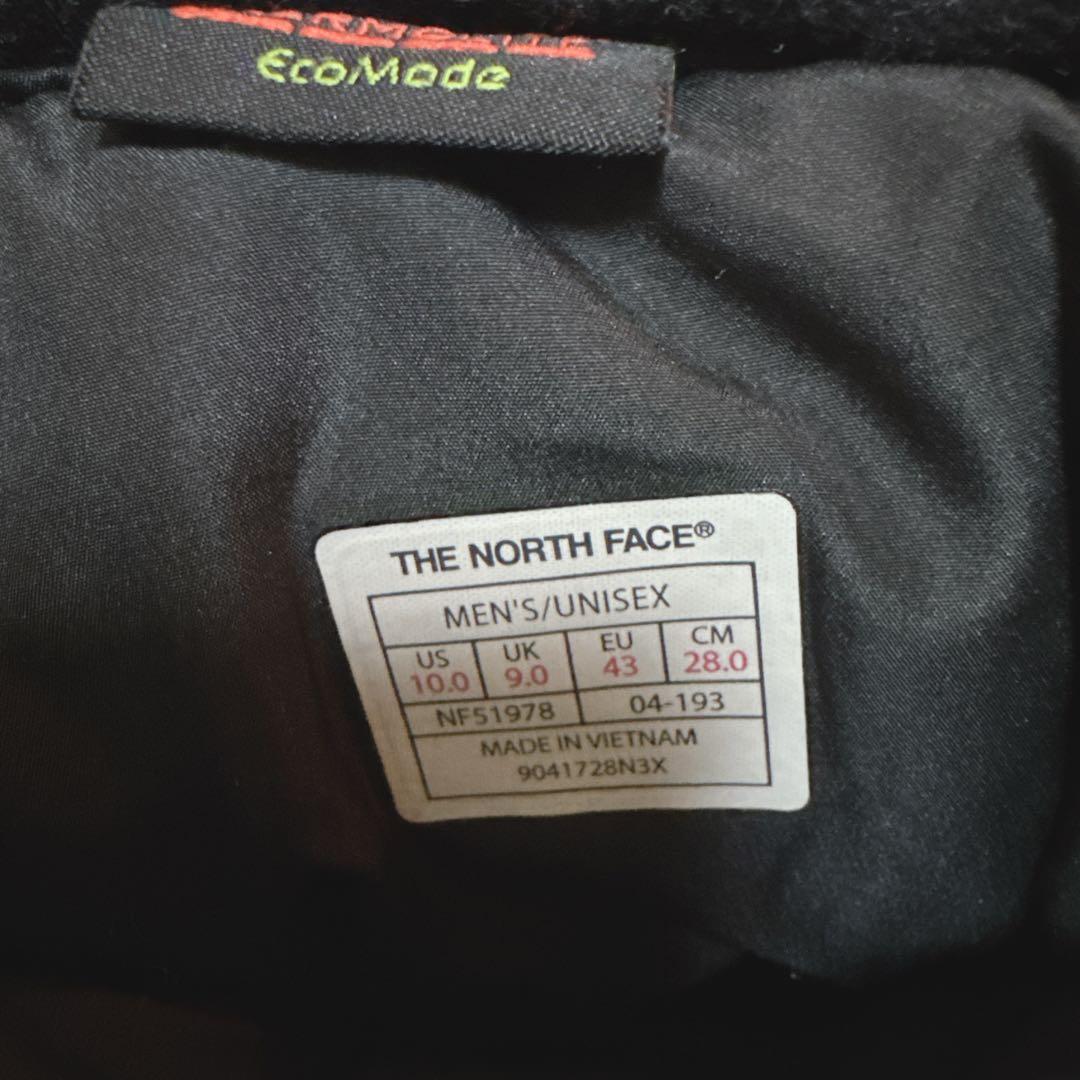 EcoMode
THE NORTH FACE®
MEN'S/UNISEX
US UK EU CM
10.0 9.0 43 28.0
NF51978 04-193
MADE IN VIETNAM
9041728N3X